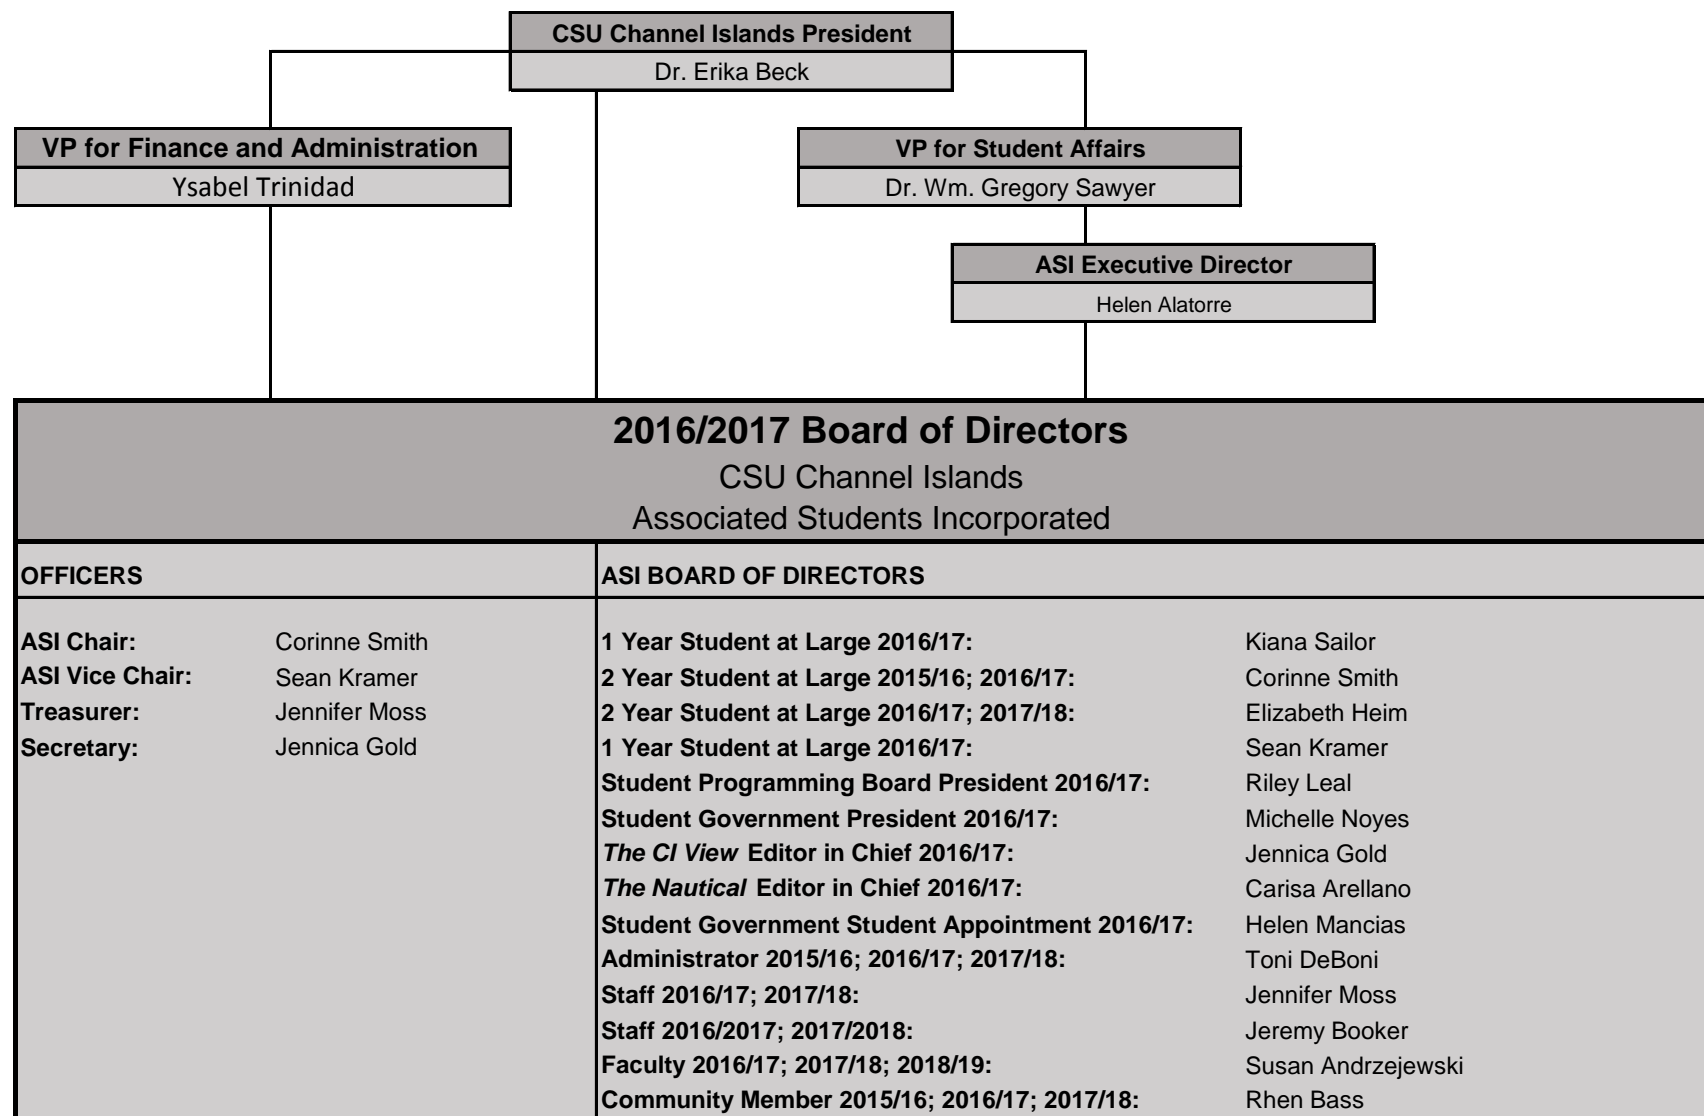 CSU Channel Islands President
Dr. Erika Beck
VP for Finance and Administration
Ysabel Trinidad
VP for Student Affairs
Dr. Wm. Gregory Sawyer
ASI Executive Director
Helen Alatorre
2016/2017 Board of Directors
CSU Channel Islands
Associated Students Incorporated
OFFICERS
ASI Chair: Corinne Smith
ASI Vice Chair: Sean Kramer
Treasurer: Jennifer Moss
Secretary: Jennica Gold
ASI BOARD OF DIRECTORS
1 Year Student at Large 2016/17: Kiana Sailor
2 Year Student at Large 2015/16; 2016/17: Corinne Smith
2 Year Student at Large 2016/17; 2017/18: Elizabeth Heim
1 Year Student at Large 2016/17: Sean Kramer
Student Programming Board President 2016/17: Riley Leal
Student Government President 2016/17: Michelle Noyes
The CI View Editor in Chief 2016/17: Jennica Gold
The Nautical Editor in Chief 2016/17: Carisa Arellano
Student Government Student Appointment 2016/17: Helen Mancias
Administrator 2015/16; 2016/17; 2017/18: Toni DeBoni
Staff 2016/17; 2017/18: Jennifer Moss
Staff 2016/2017; 2017/2018: Jeremy Booker
Faculty 2016/17; 2017/18; 2018/19: Susan Andrzejewski
Community Member 2015/16; 2016/17; 2017/18: Rhen Bass